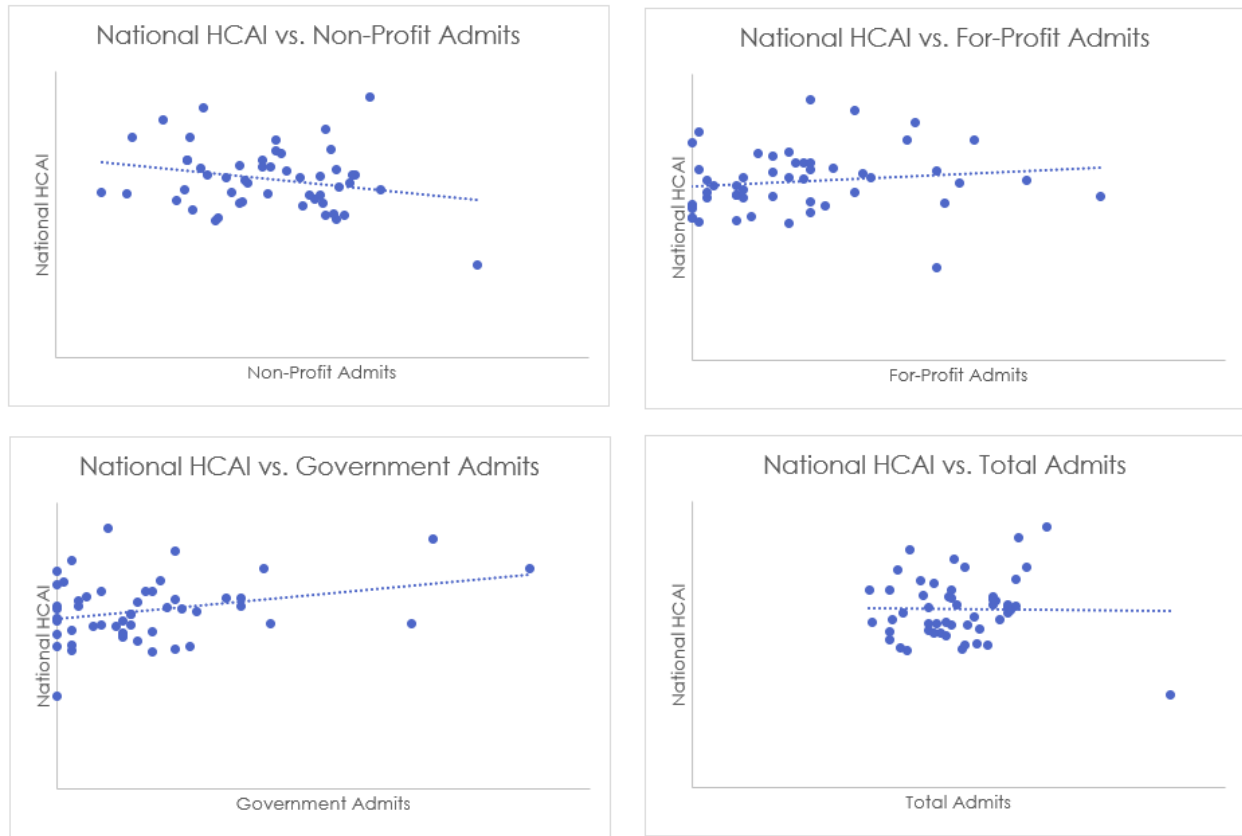 National HCAI vs. Non-Profit Admits
National HCAI
Non-Profit Admits
National HCAI vs. For-Profit Admits
National HCAI
For-Profit Admits
National HCAI vs. Government Admits
National HCAI
Government Admits
National HCAI vs. Total Admits
National HCAI
Total Admits